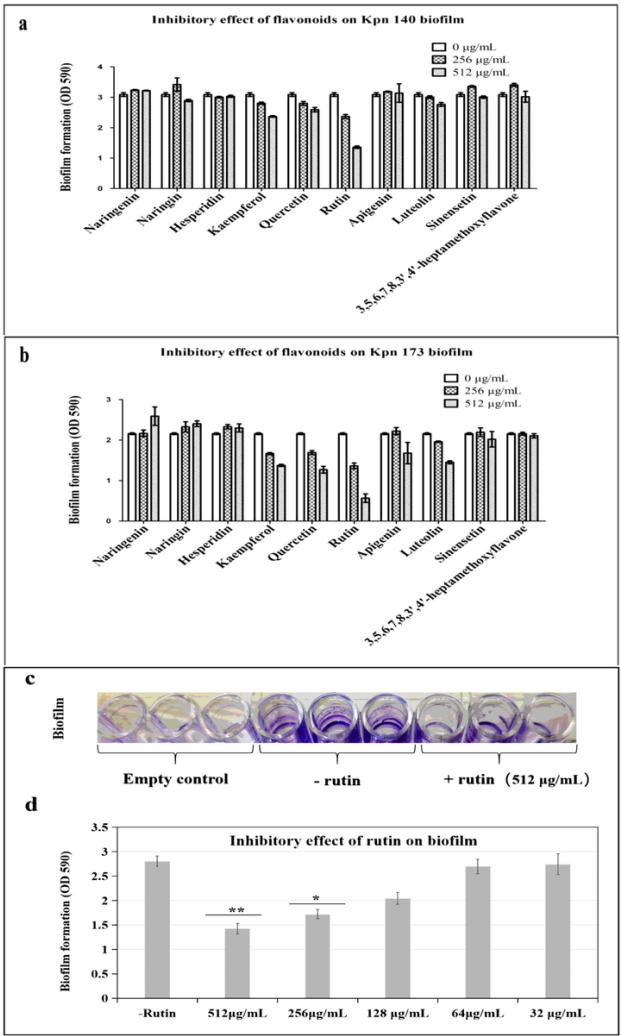 a
Inhibitory effect of flavonoids on Kpn 140 biofilm
0 µg/mL
256 µg/mL
512 µg/mL
Biofilm formation (OD 590)
4
3
2
1
0
Naringenin
Naringin
Hesperidin
Kaempferol
Quercetin
Rutin
Apigenin
Luteolin
Sinensetin
3,5,6,7,8,3',4'-heptamethoxyflavone
b
Inhibitory effect of flavonoids on Kpn 173 biofilm
0 µg/mL
256 µg/mL
512 µg/mL
Biofilm formation (OD 590)
3
2
1
0
Naringenin
Naringin
Hesperidin
Kaempferol
Quercetin
Rutin
Apigenin
Luteolin
Sinensetin
3,5,6,7,8,3',4'-heptamethoxyflavone
c
Biofilm
Empty control
- rutin
+ rutin (512 µg/mL)
d
Inhibitory effect of rutin on biofilm
Biofilm formation (OD 590)
3.5
3
2.5
2
1.5
1
0.5
0
**
*
-Rutin
512µg/mL
256µg/mL
128 µg/mL
64µg/mL
32 µg/mL